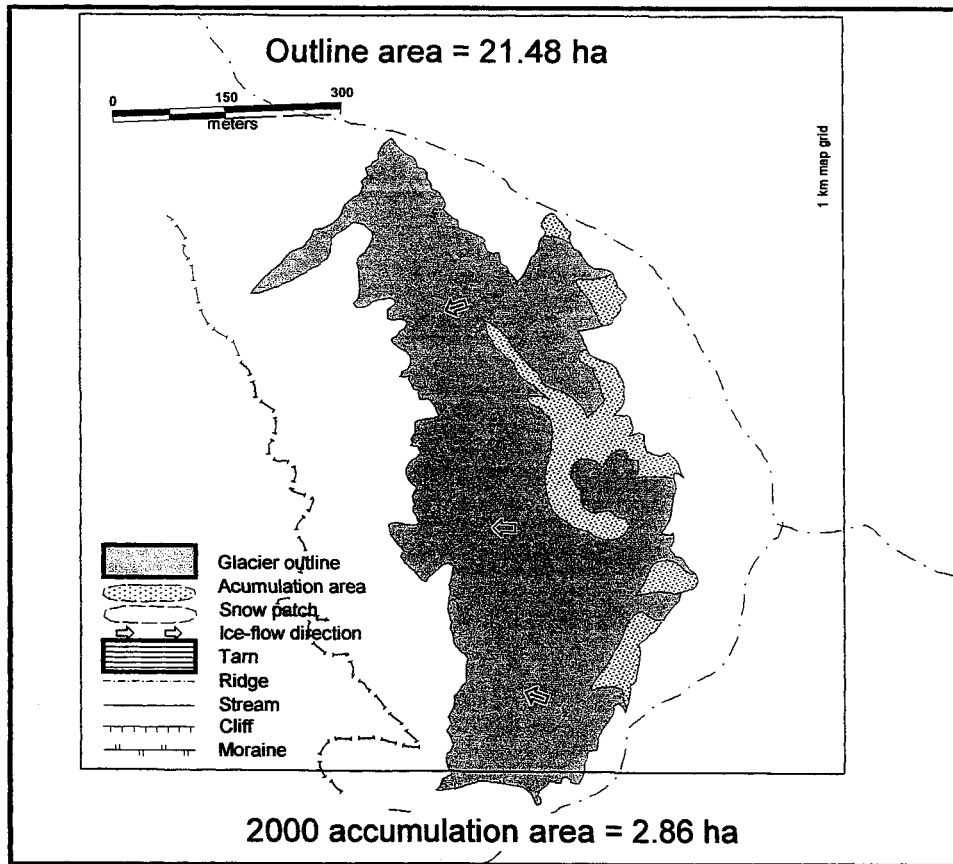 Outline area = 21.48 ha
0 150 300
meters
1 km map grid
Glacier outline
Acumulation area
Snow patch
Ice-flow direction
Tarn
Ridge
Stream
Cliff
Moraine
2000 accumulation area = 2.86 ha